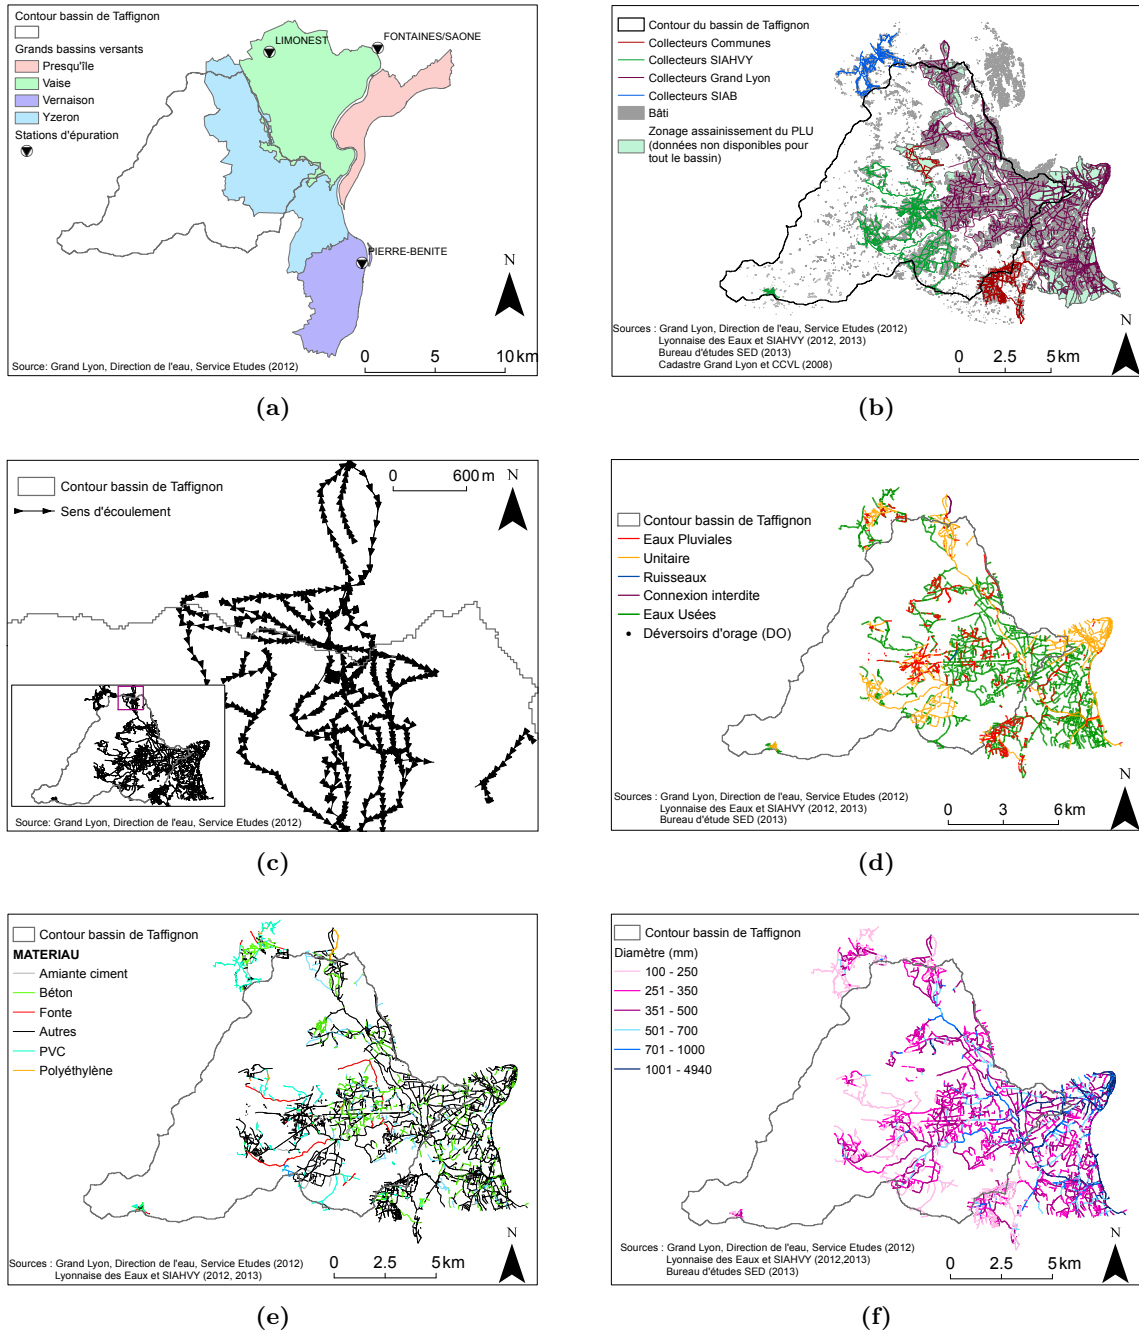 Contour bassin de Taffignon
Grands bassins versants
Presqu'île
Vaise
Vernaison
Yzeron
Stations d'épuration
LIMONEST
FONTAINES/SAONE
PIERRE-BENITE
N
0 5 10 km
Source: Grand Lyon, Direction de l'eau, Service Etudes (2012)
(a)
Contour du bassin de Taffignon
Collecteurs Communes
Collecteurs SIAHVY
Collecteurs Grand Lyon
Collecteurs SIAB
Bâti
Zonage assainissement du PLU
(données non disponibles pour
tout le bassin)
Sources : Grand Lyon, Direction de l'eau, Service Etudes (2012)
Lyonnaise des Eaux et SIAHVY (2012, 2013)
Bureau d'études SED (2013)
Cadastre Grand Lyon et CCVL (2008)
0 2.5 5 km
N
(b)
Contour bassin de Taffignon
Sens d'écoulement
0 600 m
N
Source: Grand Lyon, Direction de l'eau, Service Etudes (2012)
(c)
Contour bassin de Taffignon
Eaux Pluviales
Unitaire
Ruisseaux
Connexion interdite
Eaux Usées
Déversoirs d'orage (DO)
Sources : Grand Lyon, Direction de l'eau, Service Etudes (2012)
Lyonnaise des Eaux et SIAHVY (2012, 2013)
Bureau d'étude SED (2013)
0 3 6 km
N
(d)
Contour bassin de Taffignon
MATERIAU
Amiante ciment
Béton
Fonte
Autres
PVC
Polyéthylène
Sources : Grand Lyon, Direction de l'eau, Service Etudes (2012)
Lyonnaise des Eaux et SIAHVY (2012, 2013)
0 2.5 5 km
N
(e)
Contour bassin de Taffignon
Diamètre (mm)
100 - 250
251 - 350
351 - 500
501 - 700
701 - 1000
1001 - 4940
Sources : Grand Lyon, Direction de l'eau, Service Etudes (2012)
Lyonnaise des Eaux et SIAHVY (2012,2013)
Bureau d'études SED (2013)
0 2.5 5 km
N
(f)